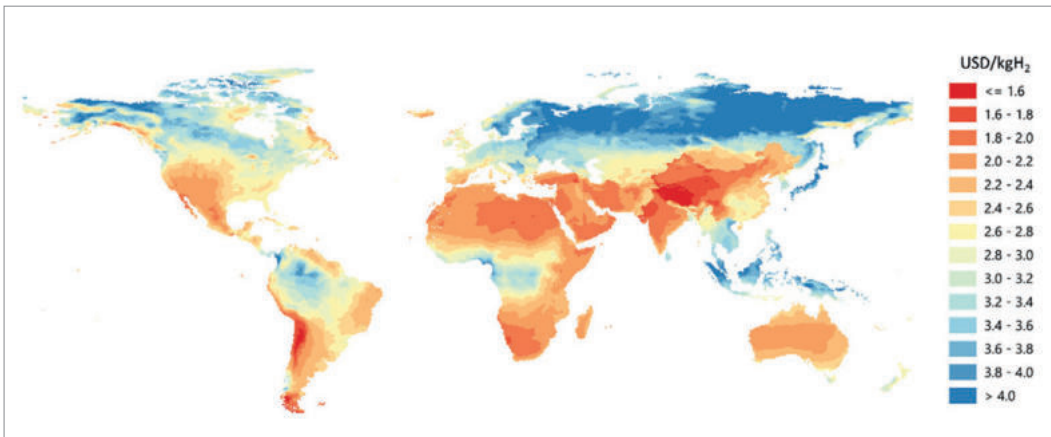 USD/kgH₂
<= 1.6
1.6 - 1.8
1.8 - 2.0
2.0 - 2.2
2.2 - 2.4
2.4 - 2.6
2.6 - 2.8
2.8 - 3.0
3.0 - 3.2
3.2 - 3.4
3.4 - 3.6
3.6 - 3.8
3.8 - 4.0
> 4.0